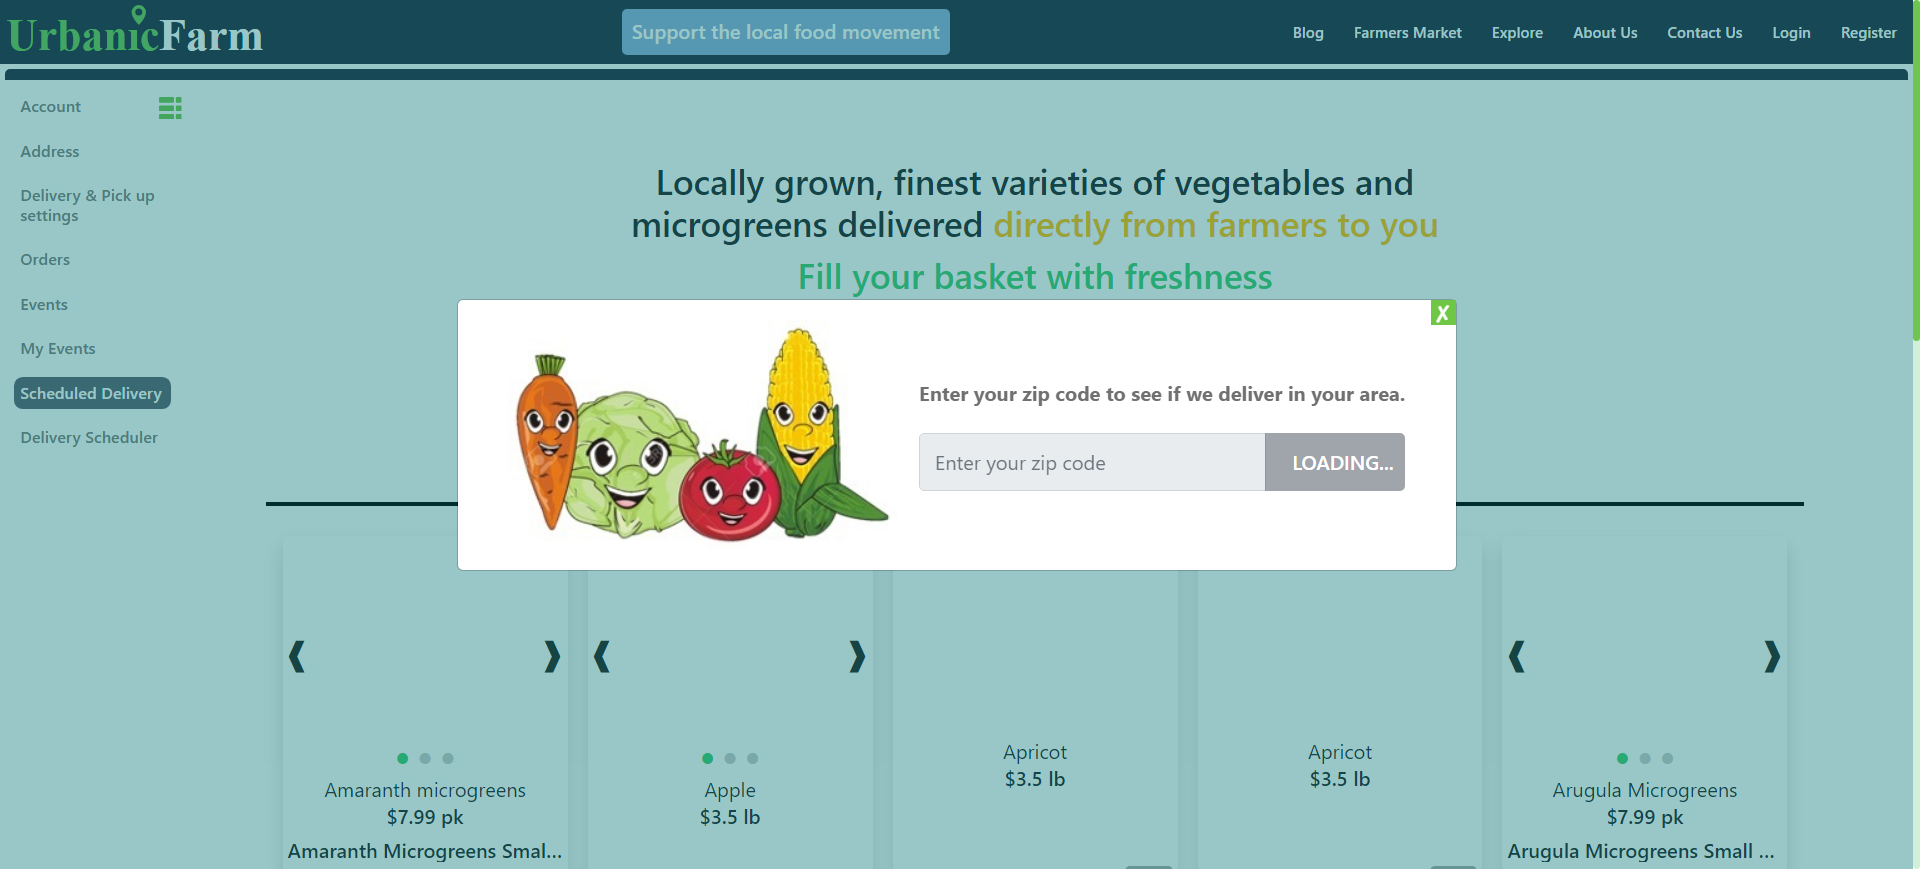 UrbanicFarm
Support the local food movement
Blog
Farmers Market
Explore
About Us
Contact Us
Login
Register
Account
Address
Delivery & Pick up
settings
Orders
Events
My Events
Scheduled Delivery
Delivery Scheduler
Locally grown, finest varieties of vegetables and
microgreens delivered directly from farmers to you
Fill your basket with freshness
X
Enter your zip code to see if we deliver in your area.
Enter your zip code
LOADING...
Amaranth microgreens
$7.99 pk
Amaranth Microgreens Smal...
Apple
$3.5 lb
Apricot
$3.5 lb
Apricot
$3.5 lb
Arugula Microgreens
$7.99 pk
Arugula Microgreens Small ...